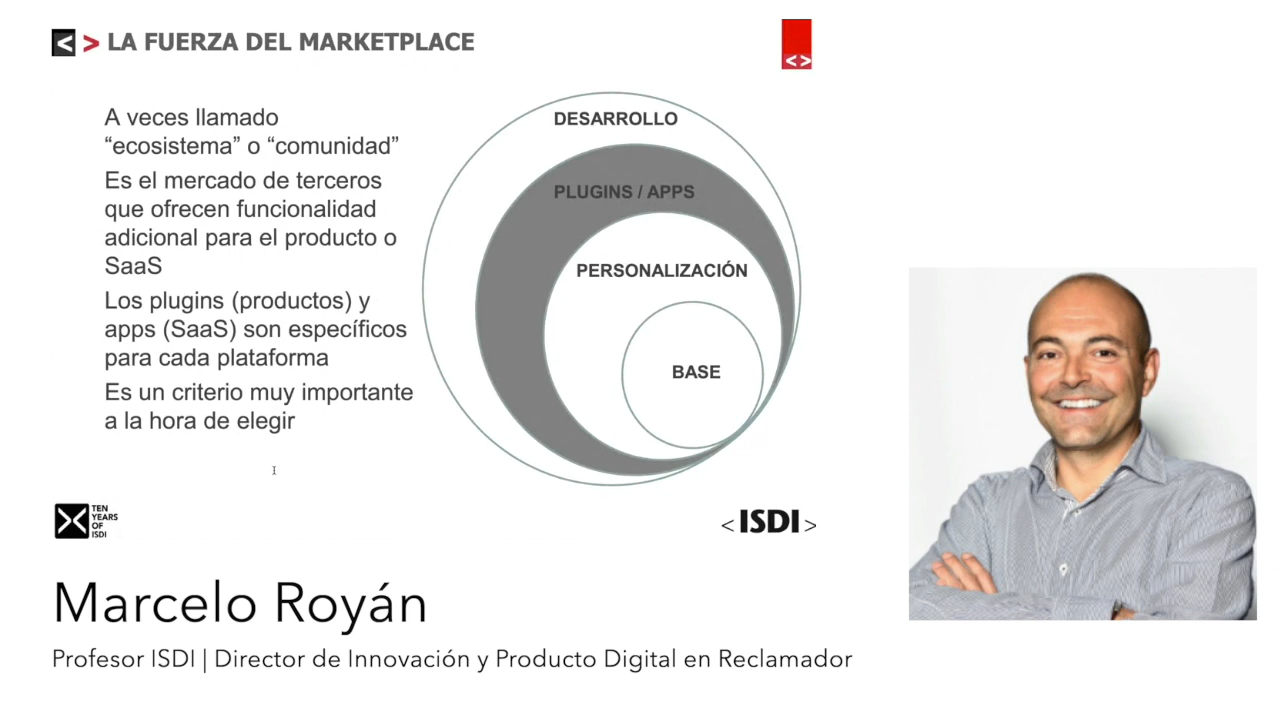 < > LA FUERZA DEL MARKETPLACE
< >
A veces llamado
“ecosistema” o “comunidad”
Es el mercado de terceros
que ofrecen funcionalidad
adicional para el producto o
SaaS
Los plugins (productos) y
apps (SaaS) son específicos
para cada plataforma
Es un criterio muy importante
a la hora de elegir
DESARROLLO
PLUGINS / APPS
PERSONALIZACIÓN
BASE
TEN
YEARS
OF
ISDI
<ISDI>
Marcelo Royán
Profesor ISDI | Director de Innovación y Producto Digital en Reclamador